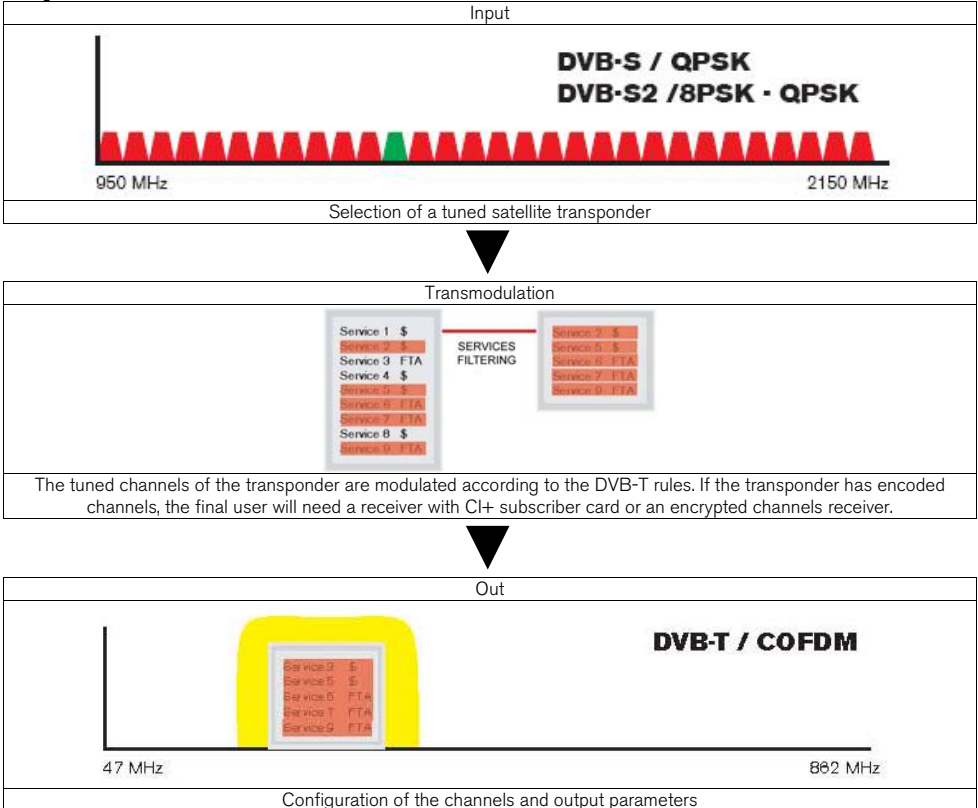 Input
DVB-S / QPSK
DVB-S2 /8PSK - QPSK
950 MHz
2150 MHz
Selection of a tuned satellite transponder
Transmodulation
Service 1 $
Service 2 $
Service 3 FTA
Service 4 $
Service 5 $
Service 6 FTA
Service 7 FTA
Service 8 $
Service 9 FTA
SERVICES
FILTERING
Service 2 $
Service 5 $
Service 6 FTA
Service 7 FTA
Service 9 FTA
The tuned channels of the transponder are modulated according to the DVB-T rules. If the transponder has encoded
channels, the final user will need a receiver with CI+ subscriber card or an encrypted channels receiver.
Out
DVB-T / COFDM
Service $
Service 5 $
Service 6 FTA
Service 7 FTA
Service 9 FTA
47 MHz
862 MHz
Configuration of the channels and output parameters